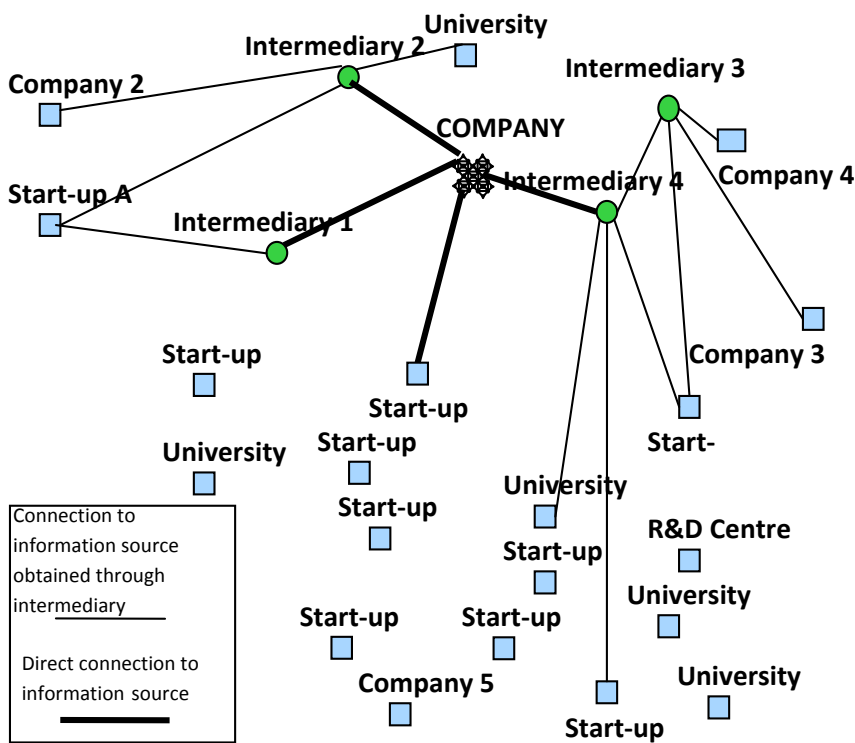 University
Intermediary 2
Intermediary 3
Company 2
COMPANY
Intermediary 4
Company 4
Start-up A
Intermediary 1
Start-up
Company 3
Start-up
Start-
Start-up
University
University
Start-up
R&D Centre
Start-up
University
Start-up
Start-up
Company 5
University
Start-up
Connection to
information source
obtained through
intermediary
Direct connection to
information source